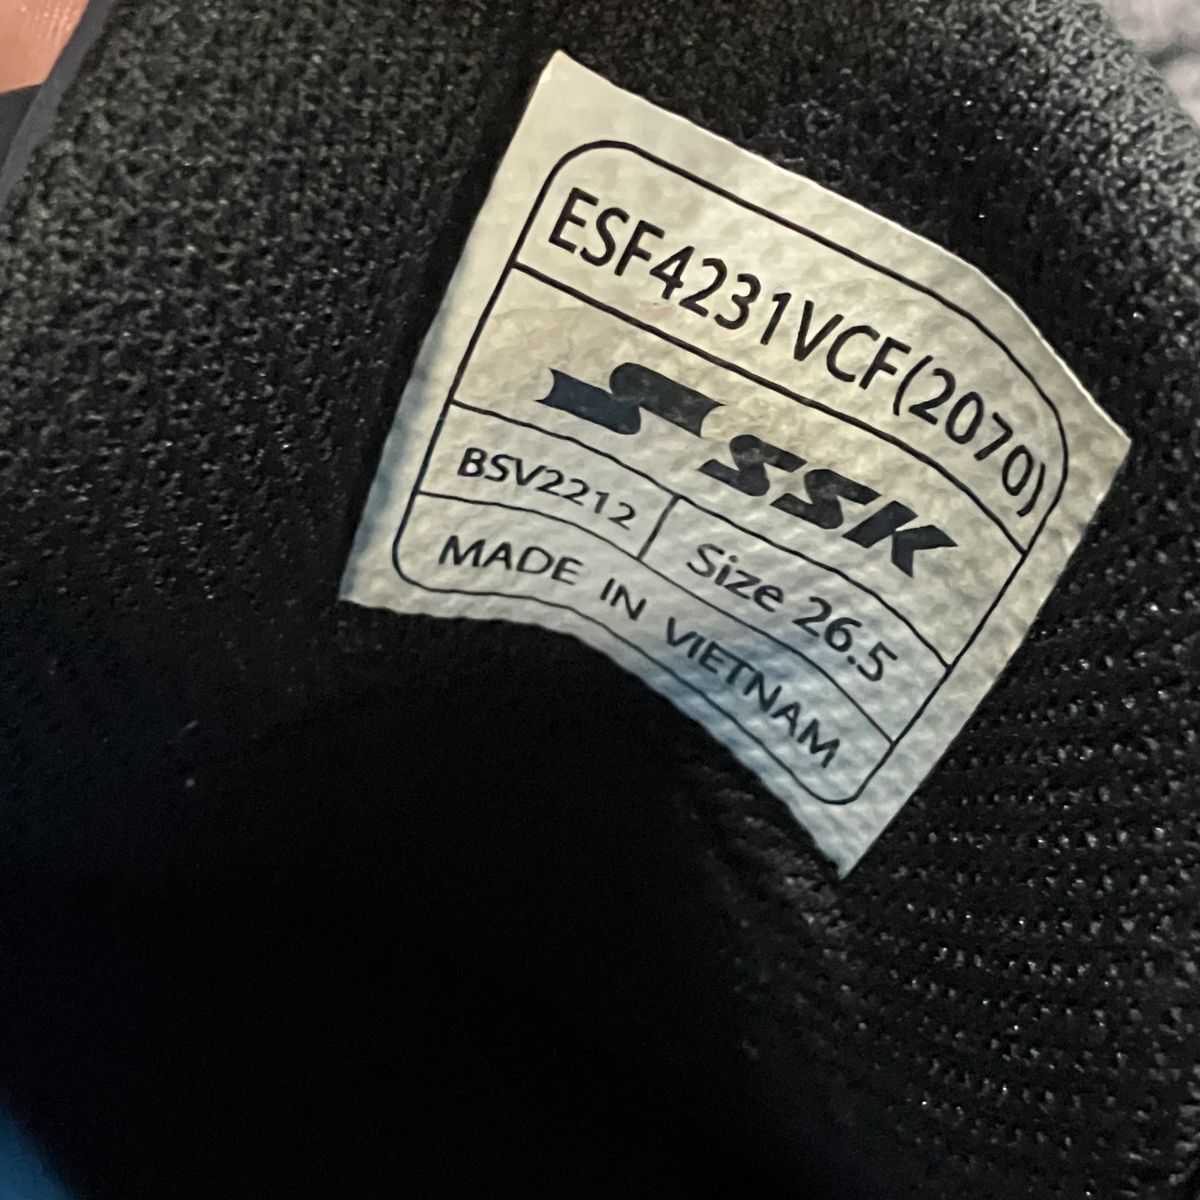 ESF4231VCF(2070)
SSK
BSV2212 Size 26.5
MADE IN VIETNAM